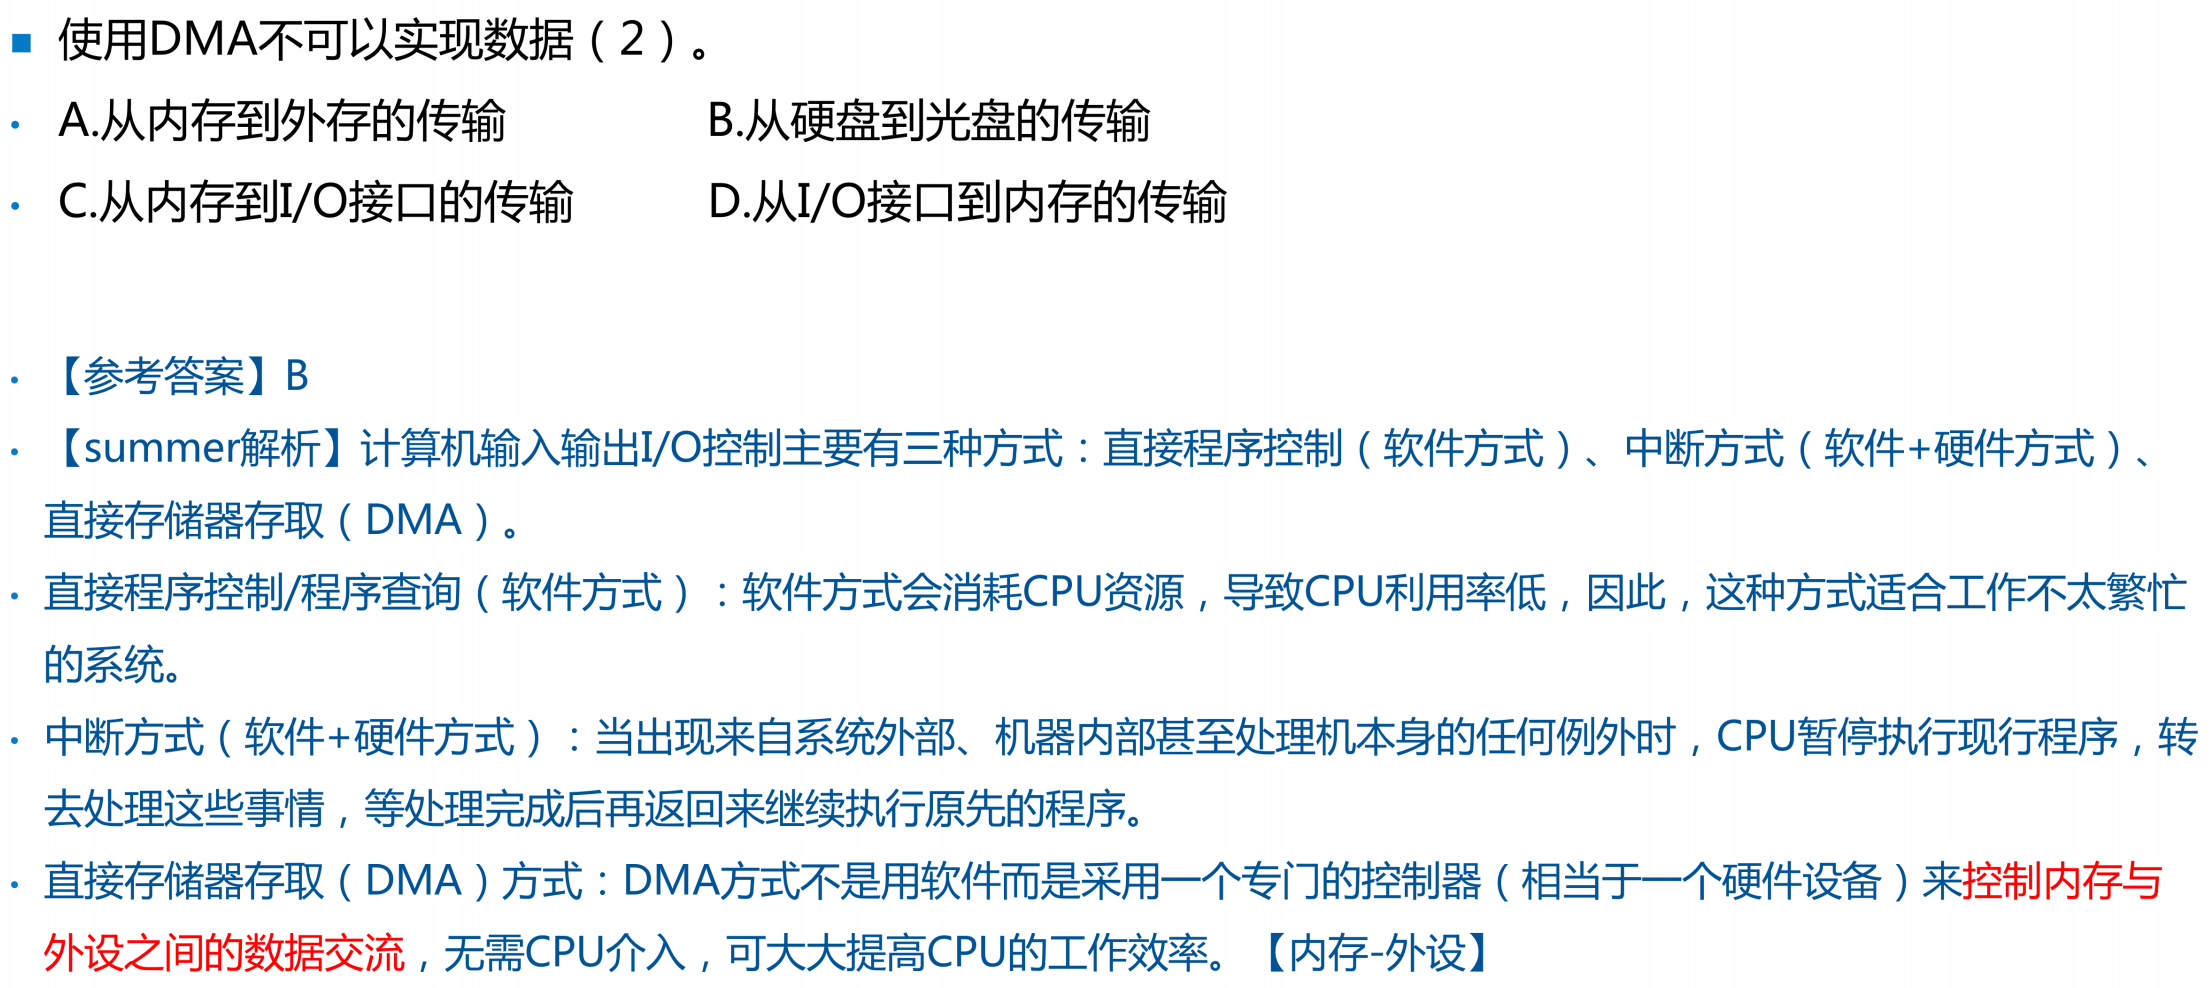 ■ 使用DMA不可以实现数据（2）。
• A.从内存到外存的传输 B.从硬盘到光盘的传输
• C.从内存到I/O接口的传输 D.从I/O接口到内存的传输
• 【参考答案】B
• 【summer解析】计算机输入输出I/O控制主要有三种方式：直接程序控制（软件方式）、中断方式（软件+硬件方式）、
直接存储器存取（DMA）。
• 直接程序控制/程序查询（软件方式）：软件方式会消耗CPU资源，导致CPU利用率低，因此，这种方式适合工作不太繁忙
的系统。
• 中断方式（软件+硬件方式）：当出现来自系统外部、机器内部甚至处理机本身的任何例外时，CPU暂停执行现行程序，转
去处理这些事情，等处理完成后再返回来继续执行原先的程序。
• 直接存储器存取（DMA）方式：DMA方式不是用软件而是采用一个专门的控制器（相当于一个硬件设备）来控制内存与
外设之间的数据交流，无需CPU介入，可大大提高CPU的工作效率。【内存-外设】